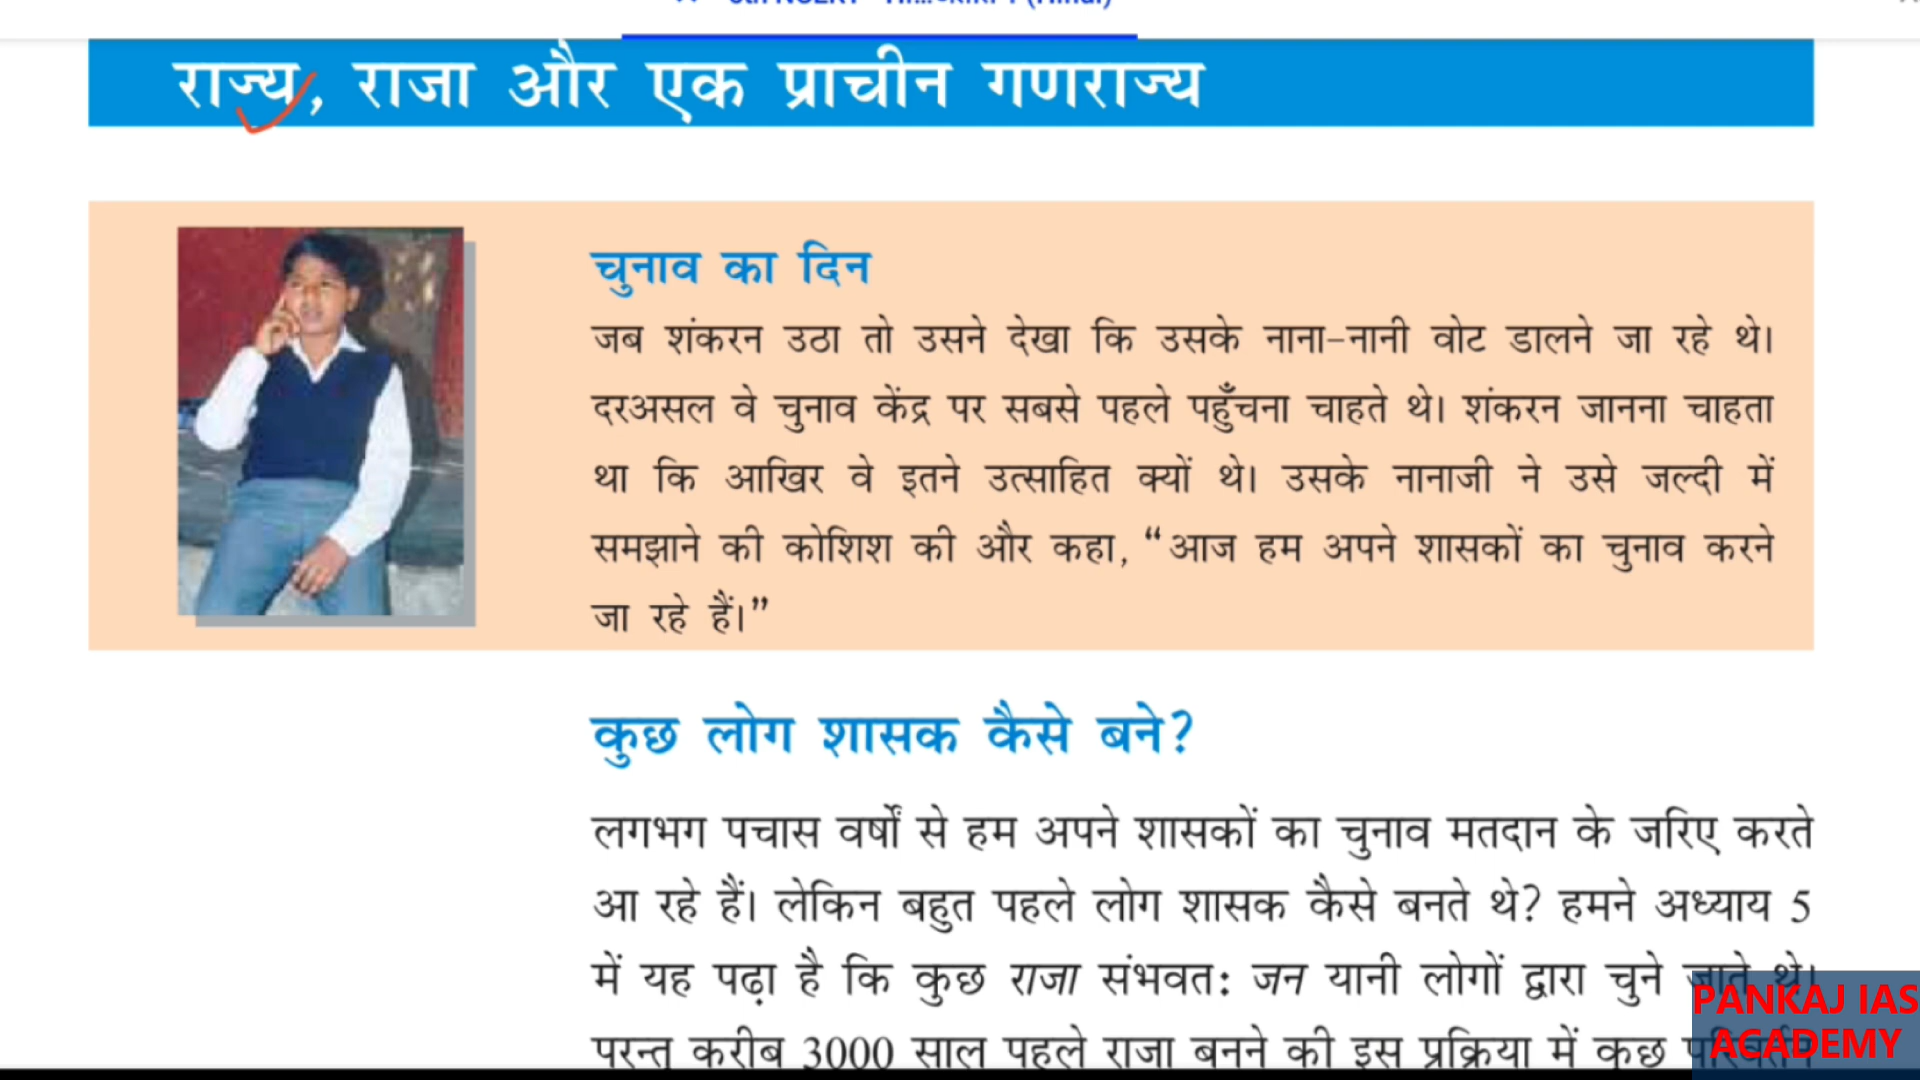 राज्य, राजा और एक प्राचीन गणराज्य
चुनाव का दिन
जब शंकरन उठा तो उसने देखा कि उसके नाना-नानी वोट डालने जा रहे थे।
दरअसल वे चुनाव केंद्र पर सबसे पहले पहुँचना चाहते थे। शंकरन जानना चाहता
था कि आखिर वे इतने उत्साहित क्यों थे। उसके नानाजी ने उसे जल्दी में
समझाने की कोशिश की और कहा, “आज हम अपने शासकों का चुनाव करने
जा रहे हैं।”
कुछ लोग शासक कैसे बने?
लगभग पचास वर्षों से हम अपने शासकों का चुनाव मतदान के जरिए करते
आ रहे हैं। लेकिन बहुत पहले लोग शासक कैसे बनते थे? हमने अध्याय 5
में यह पढ़ा है कि कुछ राजा संभवत: जन यानी लोगों द्वारा चुने जाते थे।
परन्तु करीब 3000 साल पहले राजा बनने की इस प्रक्रिया में कुछ
PANKAJ IAS
ACADEMY